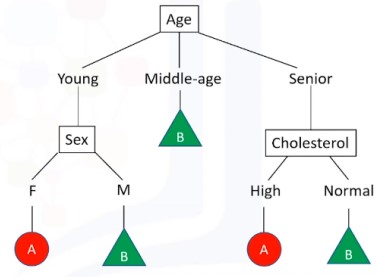 Age
Young Middle-age Senior
B
Sex Cholesterol
F M High Normal
A B A B